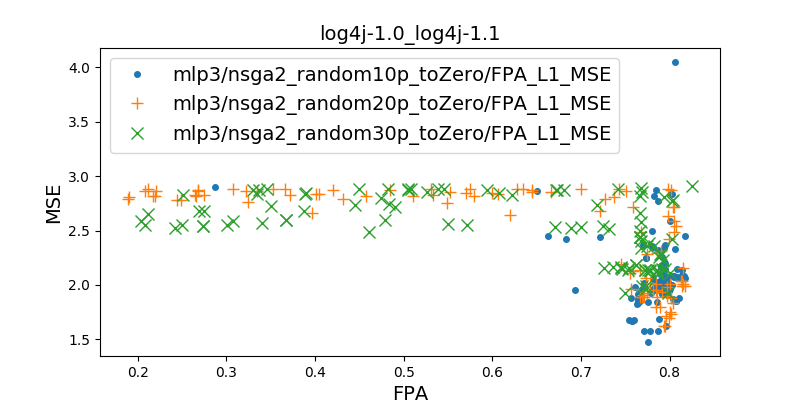 log4j-1.0_log4j-1.1
mlp3/nsga2_random10p_toZero/FPA_L1_MSE
mlp3/nsga2_random20p_toZero/FPA_L1_MSE
mlp3/nsga2_random30p_toZero/FPA_L1_MSE
MSE
4.0
3.5
3.0
2.5
2.0
1.5
0.2 0.3 0.4 0.5 0.6 0.7 0.8
FPA